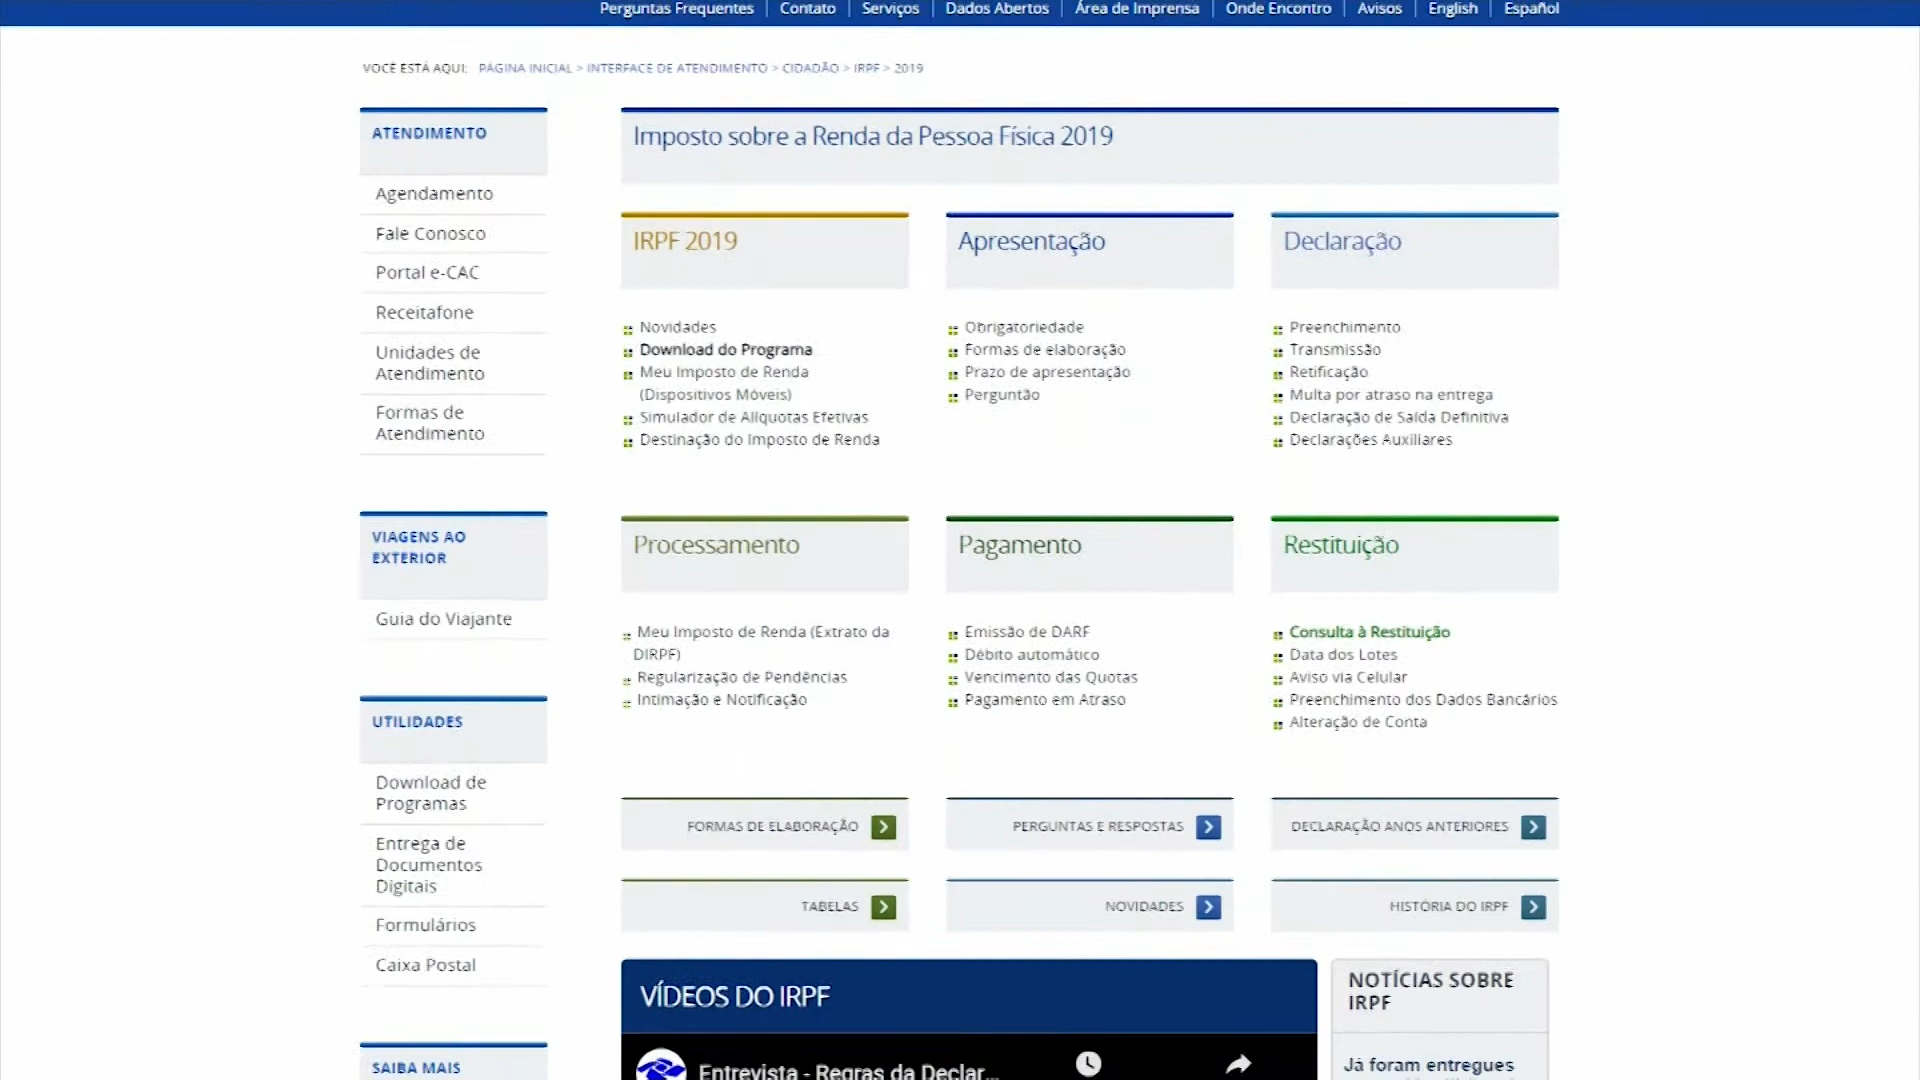 Perguntas Frequentes
Contato
Serviços
Dados Abertos
Área de Imprensa
Onde Encontro
Avisos
English
Español
VOCÊ ESTÁ AQUI: PÁGINA INICIAL > INTERFACE DE ATENDIMENTO > CIDADÃO > IRPF > 2019
ATENDIMENTO
Agendamento
Fale Conosco
Portal e-CAC
Receitafone
Unidades de
Atendimento
Formas de
Atendimento
VIAGENS AO
EXTERIOR
Guia do Viajante
UTILIDADES
Download de
Programas
Entrega de
Documentos
Digitais
Formulários
Caixa Postal
SAIBA MAIS
Imposto sobre a Renda da Pessoa Física 2019
IRPF 2019
Novidades
Download do Programa
Meu Imposto de Renda
(Dispositivos Móveis)
Simulador de Alíquotas Efetivas
Destinação do Imposto de Renda
Apresentação
Obrigatoriedade
Formas de elaboração
Prazo de apresentação
Perguntão
Declaração
Preenchimento
Transmissão
Retificação
Multa por atraso na entrega
Declaração de Saída Definitiva
Declarações Auxiliares
Processamento
Meu Imposto de Renda (Extrato da
DIRPF)
Regularização de Pendências
Intimação e Notificação
Pagamento
Emissão de DARF
Débito automático
Vencimento das Quotas
Pagamento em Atraso
Restituição
Consulta à Restituição
Data dos Lotes
Aviso via Celular
Preenchimento dos Dados Bancários
Alteração de Conta
FORMAS DE ELABORAÇÃO
PERGUNTAS E RESPOSTAS
DECLARAÇÃO ANOS ANTERIORES
TABELAS
NOVIDADES
HISTÓRIA DO IRPF
VÍDEOS DO IRPF
Entrevista - Regras da Declar...
NOTÍCIAS SOBRE
IRPF
Já foram entregues